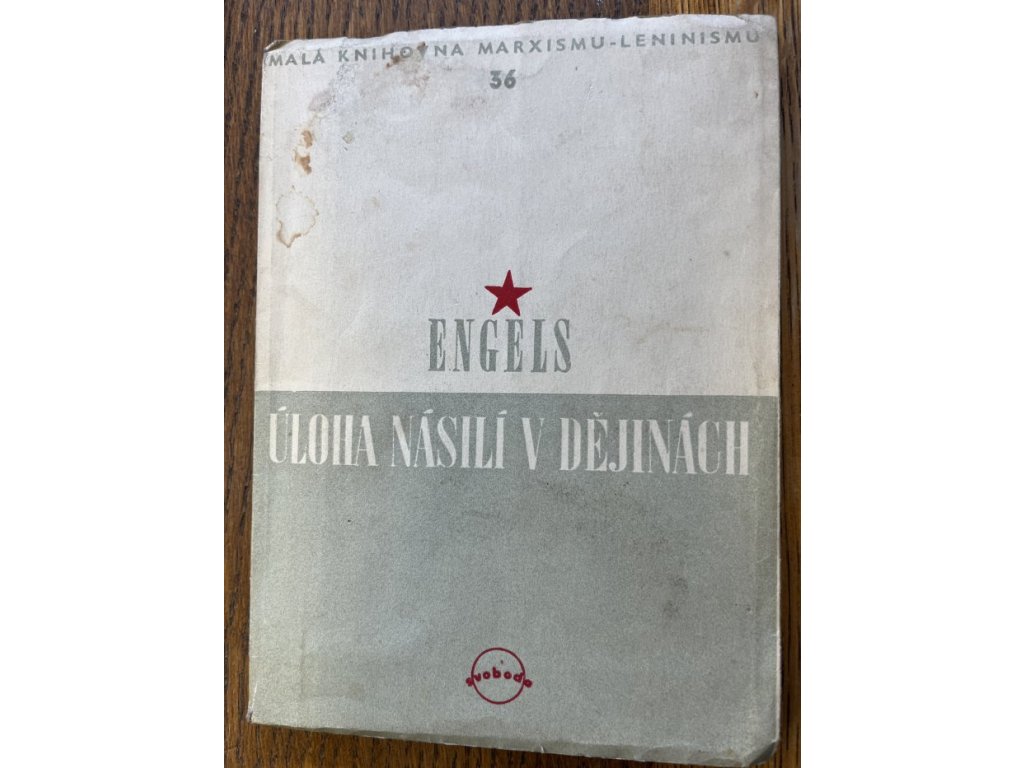 MALÁ KNIHOVNA MARXISMU-LENINISMU
36
ENGELS
ÚLOHA NÁSILÍ V DĚJINÁCH
svoboda